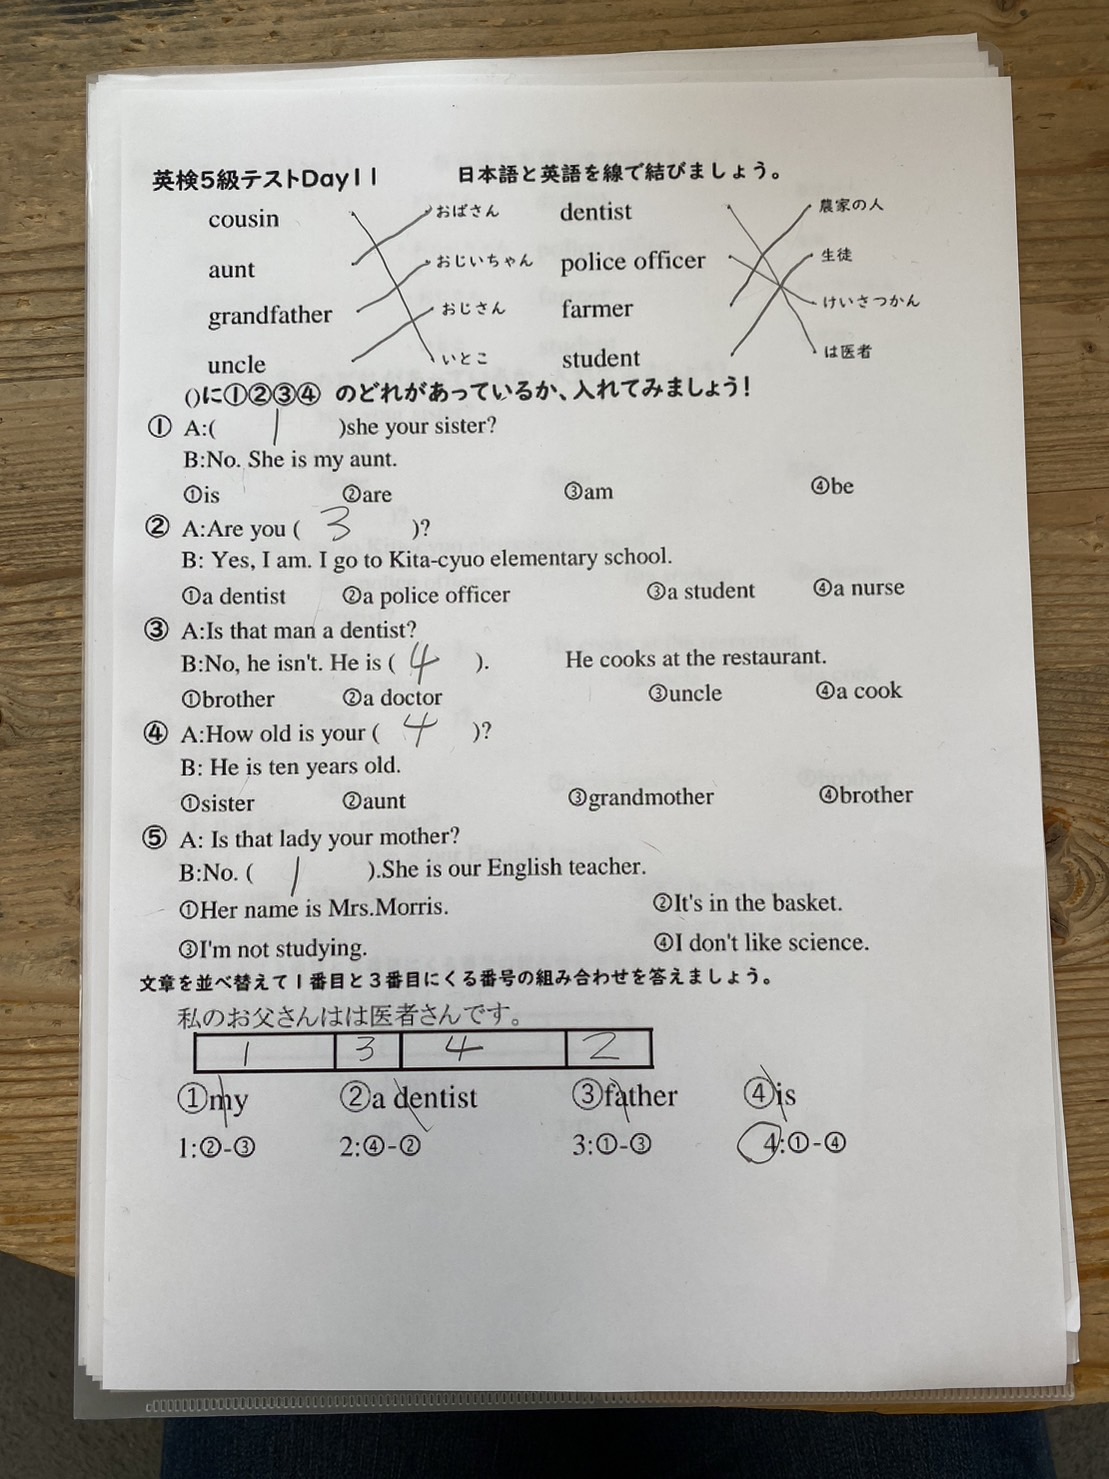 英検5級テストDay11 日本語と英語を線で結びましょう。
cousin おばさん dentist 農家の人
aunt おじいちゃん police officer 生徒
grandfather おじさん farmer けいさつかん
uncle いとこ student は医者
()に①②③④ のどれがあっているか、入れてみましょう!
① A:( 1 )she your sister?
B:No. She is my aunt.
①is ②are ③am ④be
② A:Are you ( 3 )?
B: Yes, I am. I go to Kita-cyuo elementary school.
①a dentist ②a police officer ③a student ④a nurse
③ A:Is that man a dentist?
B:No, he isn't. He is ( 4 ). He cooks at the restaurant.
①brother ②a doctor ③uncle ④a cook
④ A:How old is your ( 4 )?
B: He is ten years old.
①sister ②aunt ③grandmother ④brother
⑤ A: Is that lady your mother?
B:No. ( 1 ).She is our English teacher.
①Her name is Mrs.Morris. ②It's in the basket.
③I'm not studying. ④I don't like science.
文章を並べ替えて1番目と3番目にくる番号の組み合わせを答えましょう。
私のお父さんはは医者さんです。
1 3 4 2
①my ②a dentist ③father ④is
1:②-③ 2:④-② 3:①-③ 4:①-④